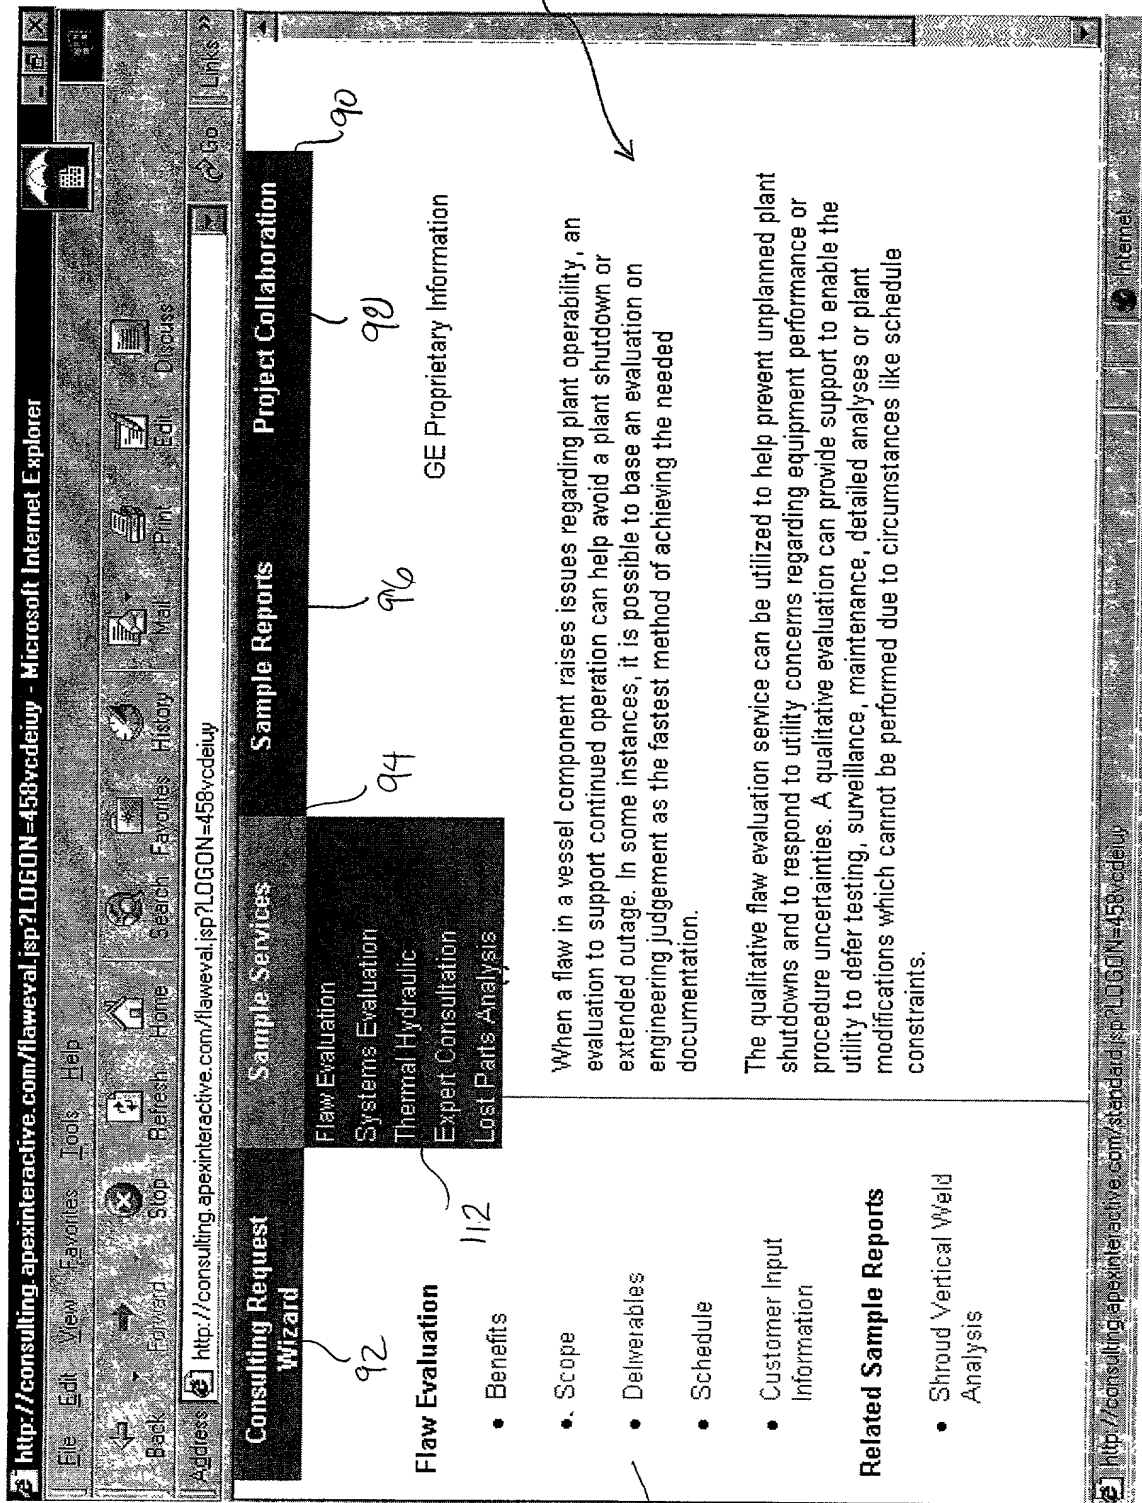 http://consulting.apexinteractive.com/flaweval.jsp?LOGON=458vcdeiuy - Microsoft Internet Explorer
File Edit View Favorites Tools Help
Back Forward Stop Refresh Home Search Favorites History Mail Print Edit Discuss
Address http://consulting.apexinteractive.com/flaweval.jsp?LOGON=458vcdeiuy Go Links »
Consulting Request Wizard
Sample Services
Sample Reports
Project Collaboration
92
94
96
98
90
Flaw Evaluation
Systems Evaluation
Thermal Hydraulic
Expert Consultation
Lost Parts Analysis
112
GE Proprietary Information
Flaw Evaluation
• Benefits
• Scope
• Deliverables
• Schedule
• Customer Input
Information
Related Sample Reports
• Shroud Vertical Weld
Analysis
When a flaw in a vessel component raises issues regarding plant operability, an
evaluation to support continued operation can help avoid a plant shutdown or
extended outage. In some instances, it is possible to base an evaluation on
engineering judgement as the fastest method of achieving the needed
documentation.
The qualitative flaw evaluation service can be utilized to help prevent unplanned plant
shutdowns and to respond to utility concerns regarding equipment performance or
procedure uncertainties. A qualitative evaluation can provide support to enable the
utility to defer testing, surveillance, maintenance, detailed analyses or plant
modifications which cannot be performed due to circumstances like schedule
constraints.
http://consulting.apexinteractive.com/standard.jsp?LOGON=458vcdeiuy Internet